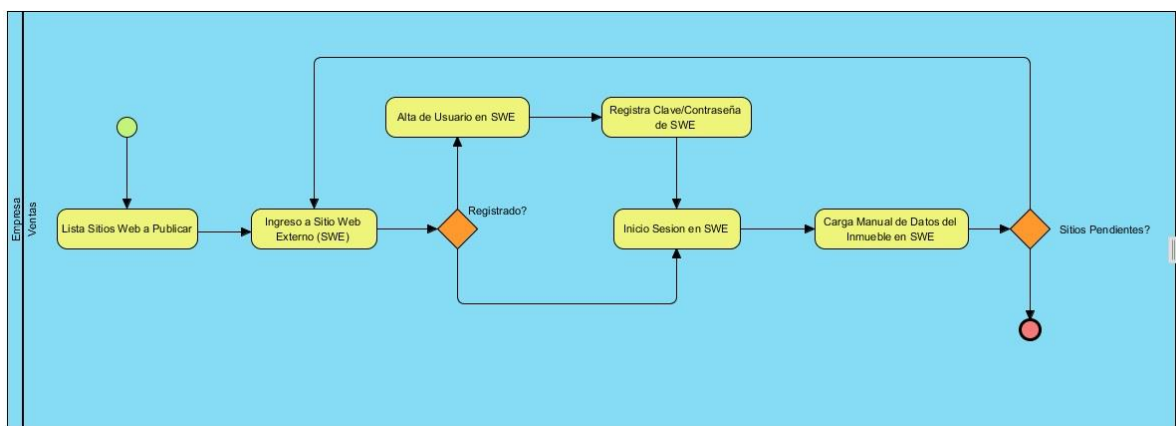 Empresa
Ventas
Lista Sitios Web a Publicar
Ingreso a Sitio Web
Externo (SWE)
Registrado?
Alta de Usuario en SWE
Registra Clave/Contraseña
de SWE
Inicio Sesion en SWE
Carga Manual de Datos del
Inmueble en SWE
Sitios Pendientes?